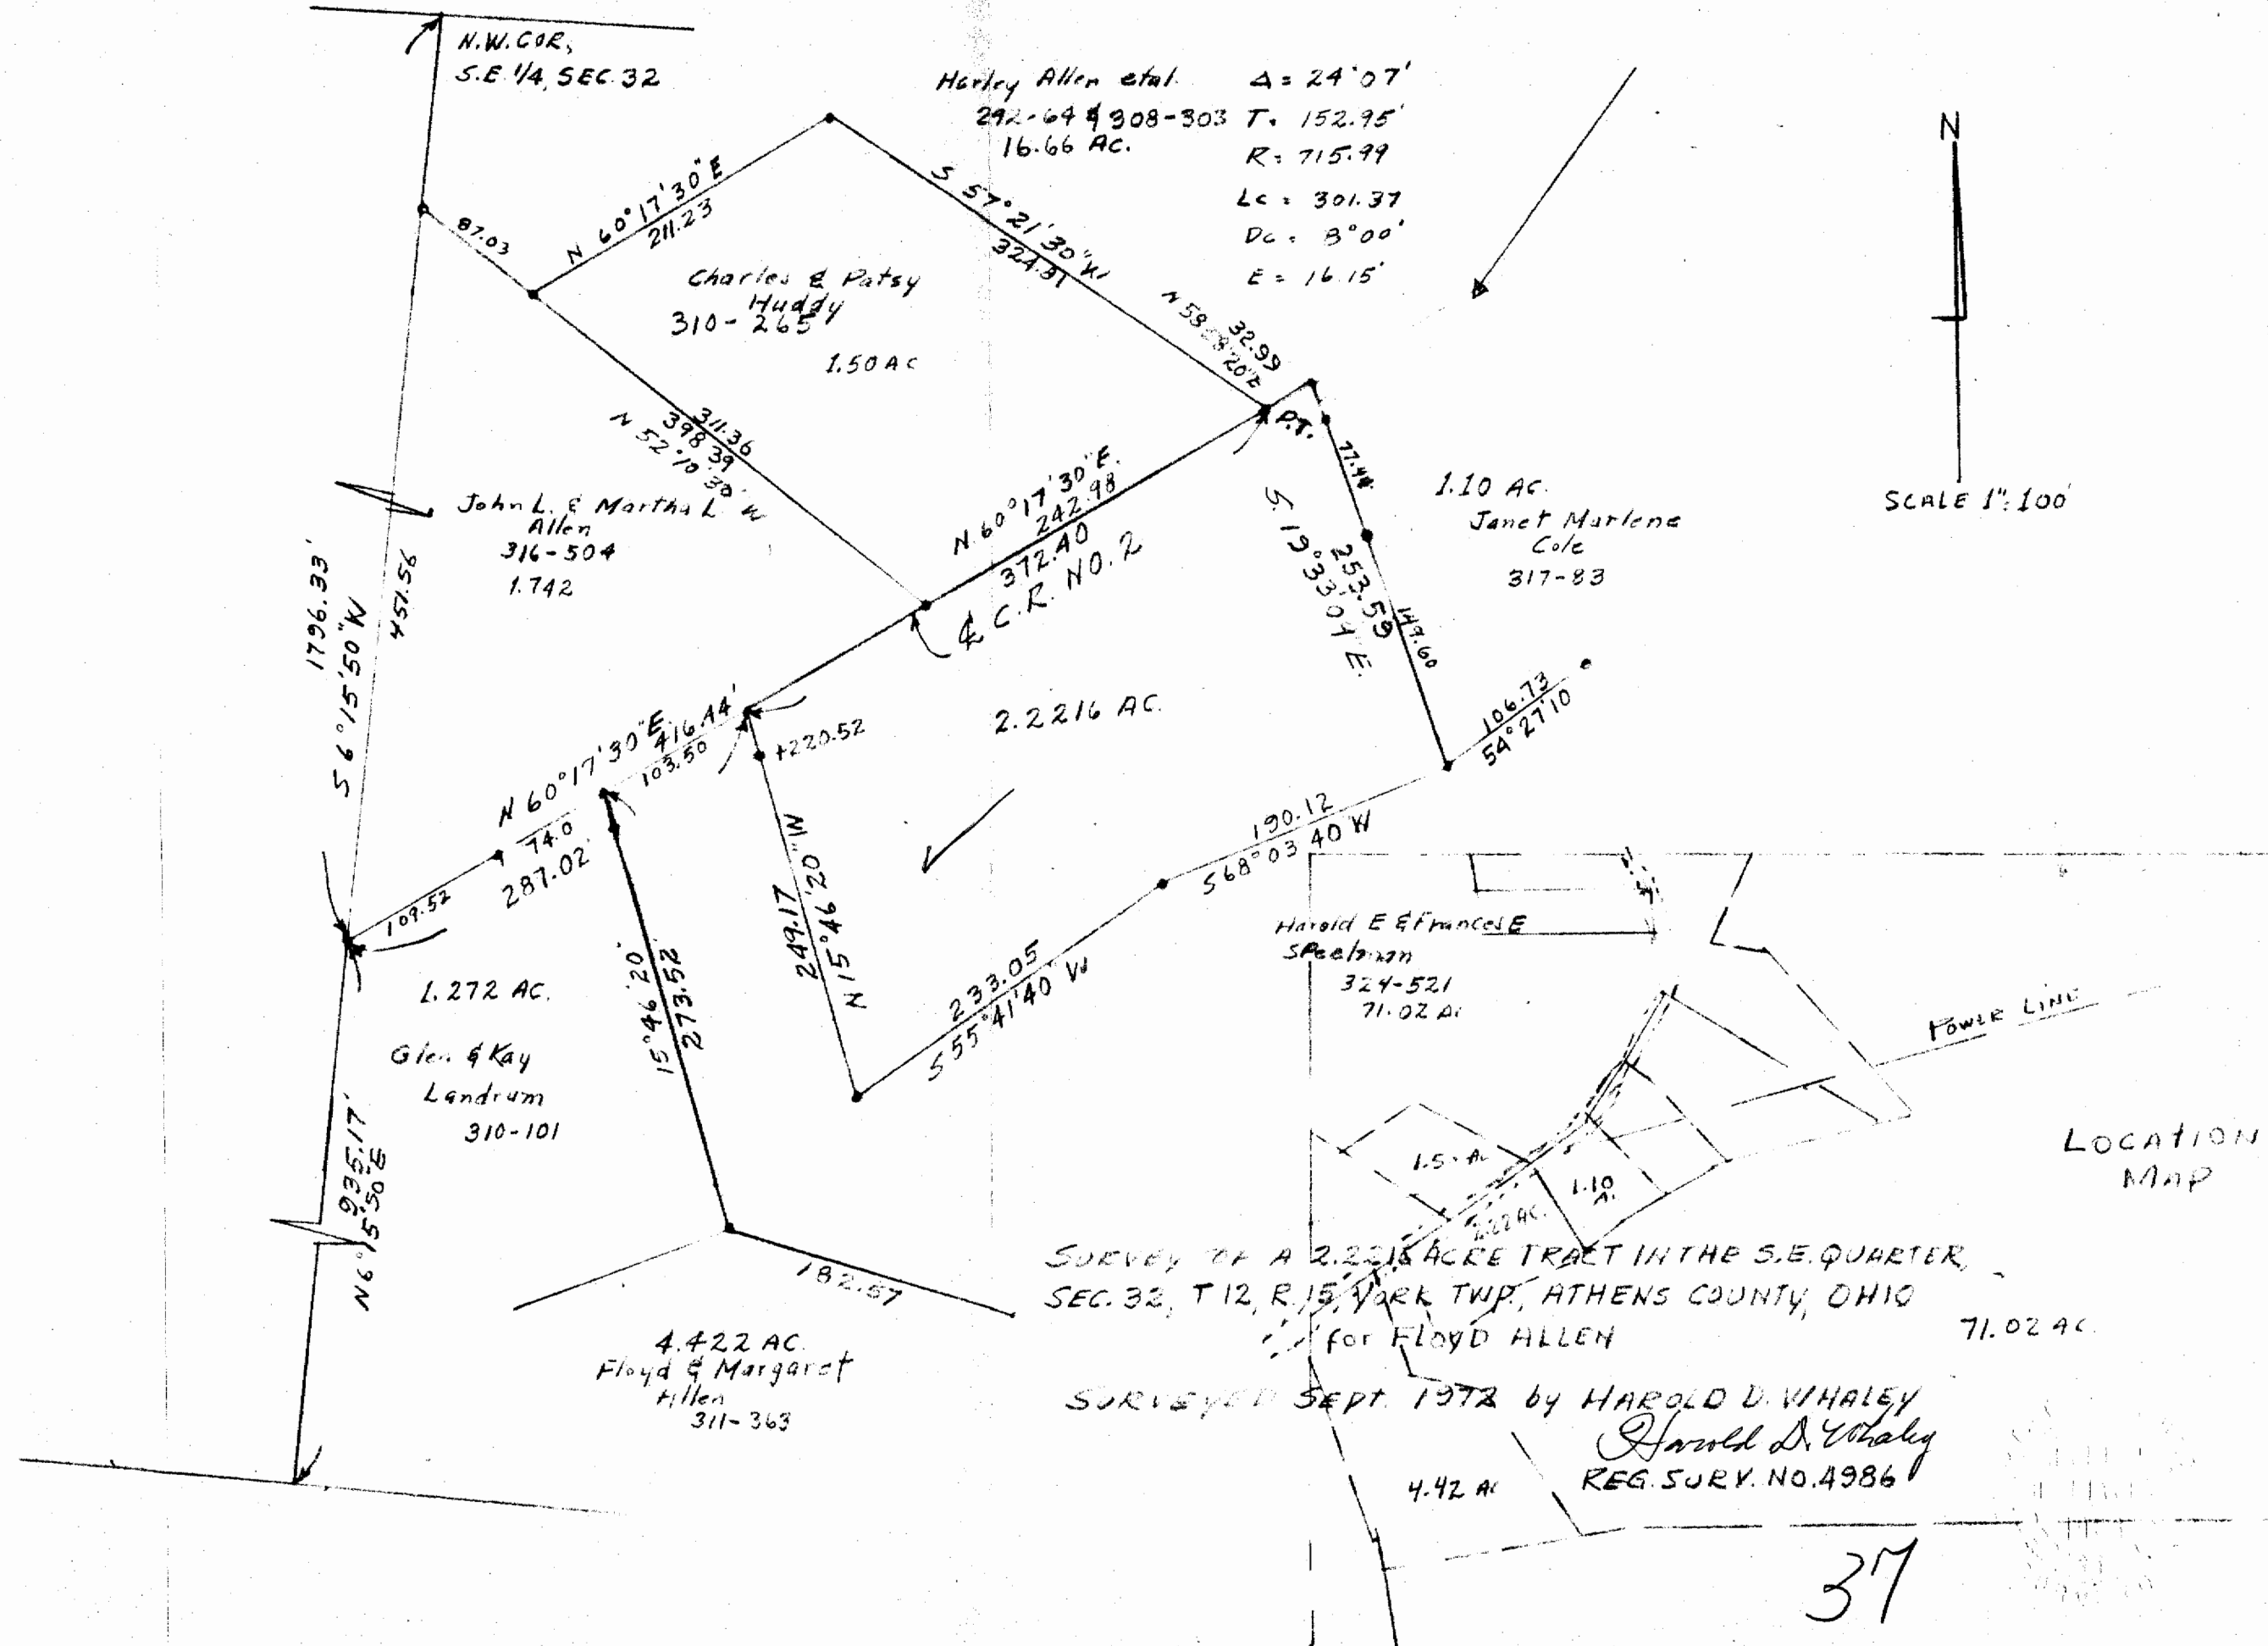 N.W. COR,
S.E. 1/4, SEC. 32
Harley Allen etal.
292-64 & 308-303
16.66 AC.
Δ = 24°07'
T. 152.95'
R: 715.99
Lc: 301.37
Dc: 8°00'
E = 16.15'
N
SCALE 1": 100'
87.03
N 60°17'30"E
211.23
S 57°21'30"W
324.81
Charles & Patsy
Huddy
310-265
1.50 AC
32.99
P.T.
311.36
398 39
N 52°10'30" W
John L. & Martha L.
Allen
316-504
1.742
1796.33'
S 6°15'50"W
451.56
N. 60°17'30"E.
242.98
372.40
℄ C.R. NO. 2
77.44
S. 19°33'04" E.
253.59
149.60
1.10 AC.
Janet Marlene
Cole
317-83
106.73
54°27'10
N 60°17'30"E.
416.44'
103.50
74.0
287.02'
109.52
+220.52
2.2216 AC.
249.17
N 15°46'20"W
190.12
S68°03 40 W
233.05
S 55°41'40 W
15°46'20'
273.52'
1.272 AC.
Glen & Kay
Landrum
310-101
935.17'
N6°15'50"E
182.57
4.422 AC.
Floyd & Margaret
Allen
311-363
Harold E & Frances E
Speelman
324-521
71.02 Ac
POWER LINE
LOCATION
MAP
1.5 Ac
1.10
A.
2.22 AC.
SURVEY OF A 2.2216 ACRE TRACT IN THE S.E. QUARTER,
SEC. 32, T 12, R. 15, YORK TWP., ATHENS COUNTY, OHIO
for FLOYD ALLEN
71.02 AC.
SURVEYED SEPT. 1972 by HAROLD D. WHALEY
Harold D. Whaley
REG. SURV. NO. 4986
4.42 Ac
37